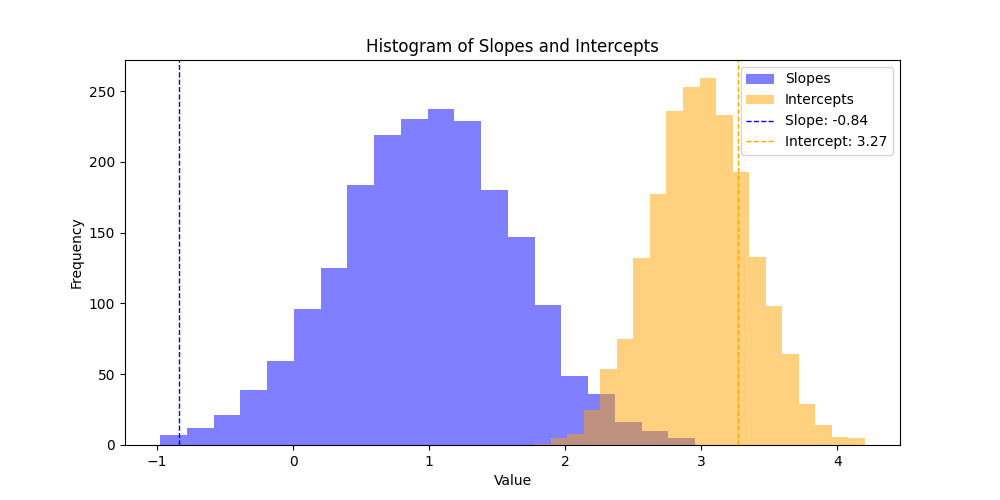 Histogram of Slopes and Intercepts
Slopes
Intercepts
Slope: -0.84
Intercept: 3.27
250
200
150
100
50
0
Frequency
−1
0
1
2
3
4
Value